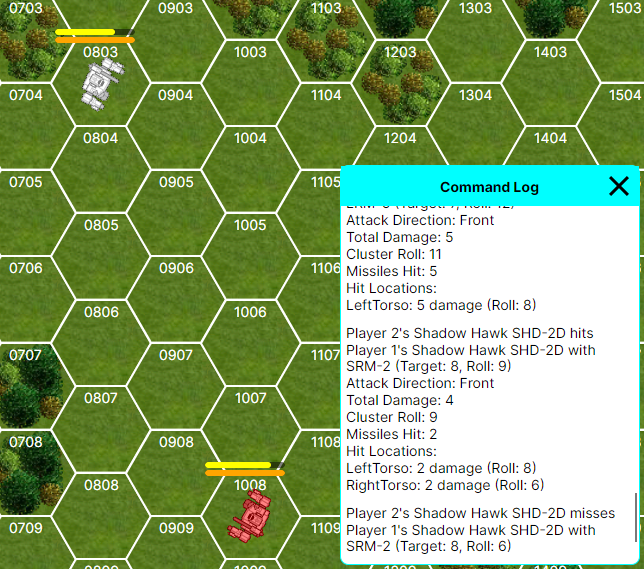 0703
0903
1103
1303
1503
0803
1003
1203
1403
0704
0904
1104
1304
1504
0804
1004
1204
1404
0705
0905
1105
0805
1005
0706
0906
1106
0806
1006
0707
0907
1107
0807
1007
0708
0908
1108
0808
1008
0709
0909
1109
Command Log
Attack Direction: Front
Total Damage: 5
Cluster Roll: 11
Missiles Hit: 5
Hit Locations:
LeftTorso: 5 damage (Roll: 8)
Player 2's Shadow Hawk SHD-2D hits
Player 1's Shadow Hawk SHD-2D with
SRM-2 (Target: 8, Roll: 9)
Attack Direction: Front
Total Damage: 4
Cluster Roll: 9
Missiles Hit: 2
Hit Locations:
LeftTorso: 2 damage (Roll: 8)
RightTorso: 2 damage (Roll: 6)
Player 2's Shadow Hawk SHD-2D misses
Player 1's Shadow Hawk SHD-2D with
SRM-2 (Target: 8, Roll: 6)